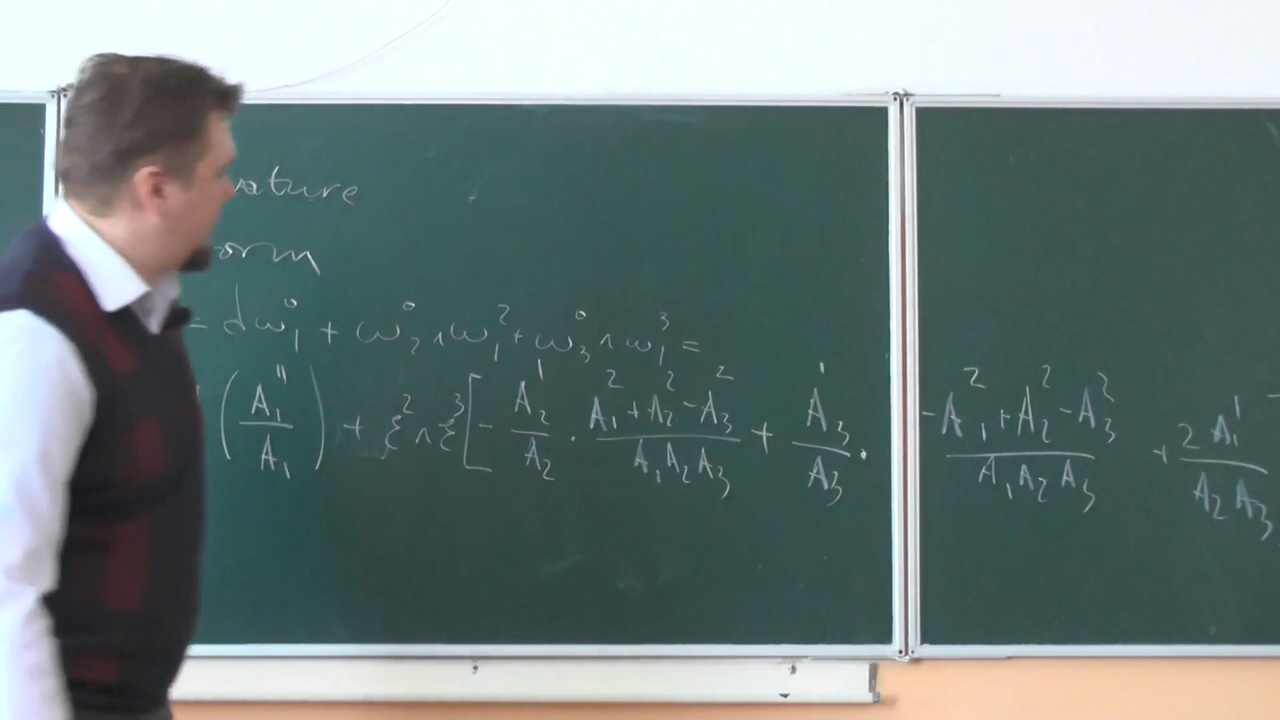 vature
orm
= dω⁰₁ + ω⁰₂ ∧ ω²₁ + ω⁰₃ ∧ ω³₁ =
(A₁''/A₁) + ξ² ∧ ξ³ [ - A₂'/A₂ · (A₁² + A₂² - A₃²)/(A₁A₂A₃) + A₃'/A₃ · (-A₁² + A₂² - A₃²)/(A₁A₂A₃) + 2A₁'/(A₂A₃)